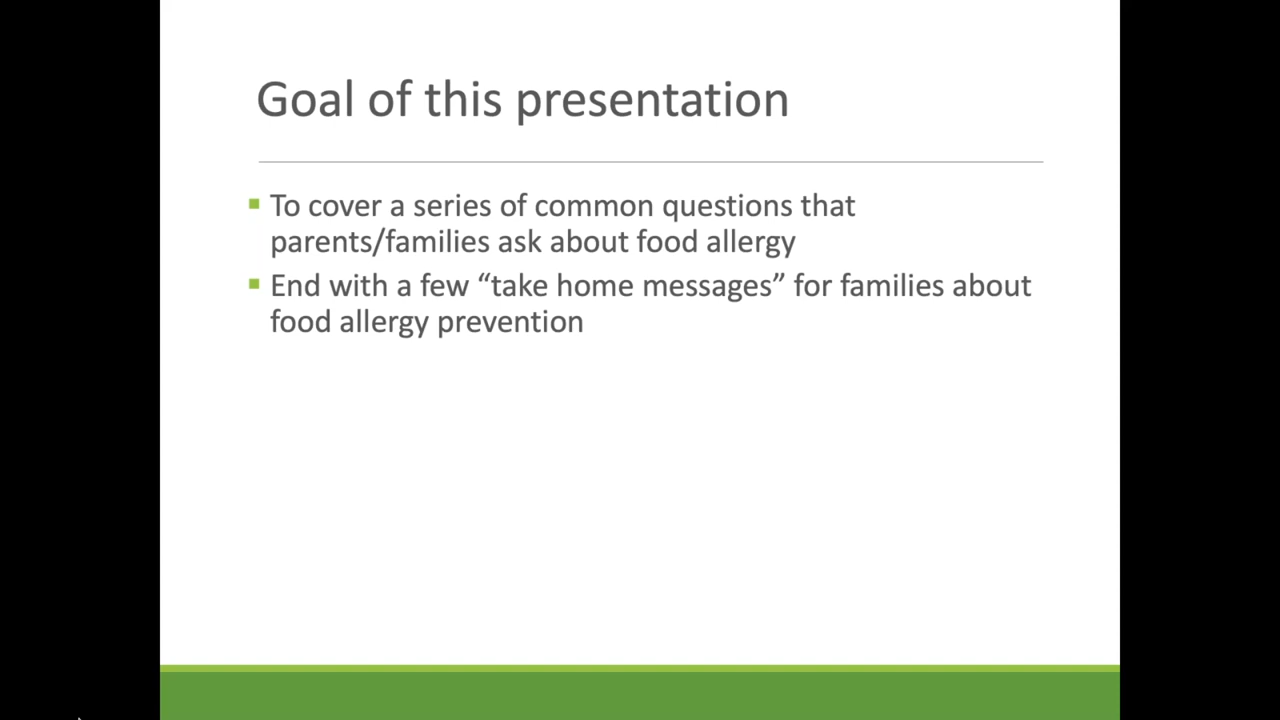 Goal of this presentation
▪ To cover a series of common questions that
parents/families ask about food allergy
▪ End with a few “take home messages” for families about
food allergy prevention